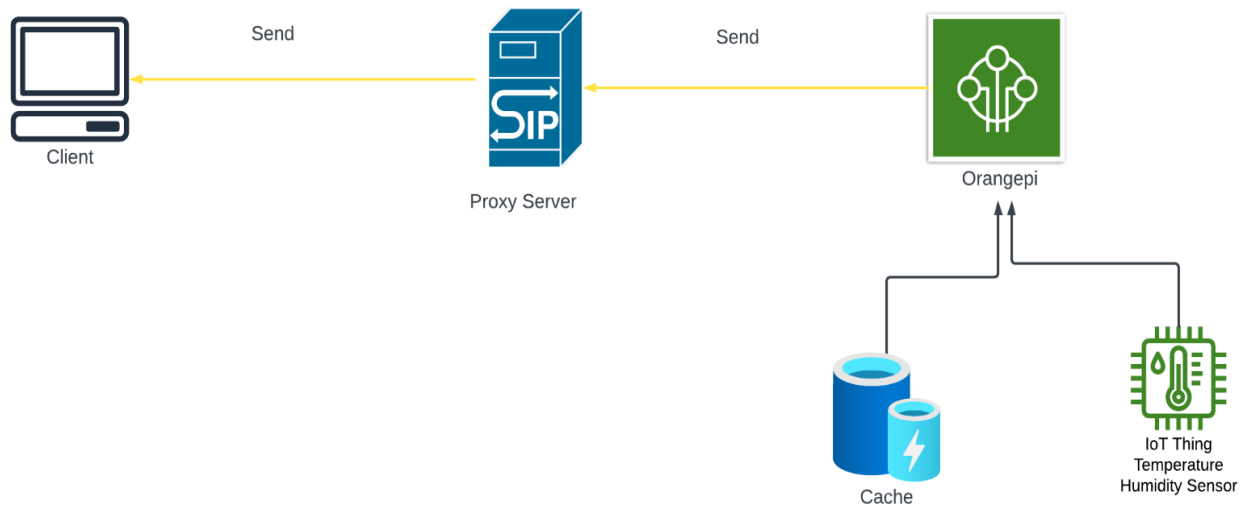 Send
Send
SIP
Client
Proxy Server
Orangepi
Cache
IoT Thing
Temperature
Humidity Sensor